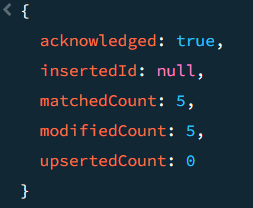 {
acknowledged: true,
insertedId: null,
matchedCount: 5,
modifiedCount: 5,
upsertedCount: 0
}